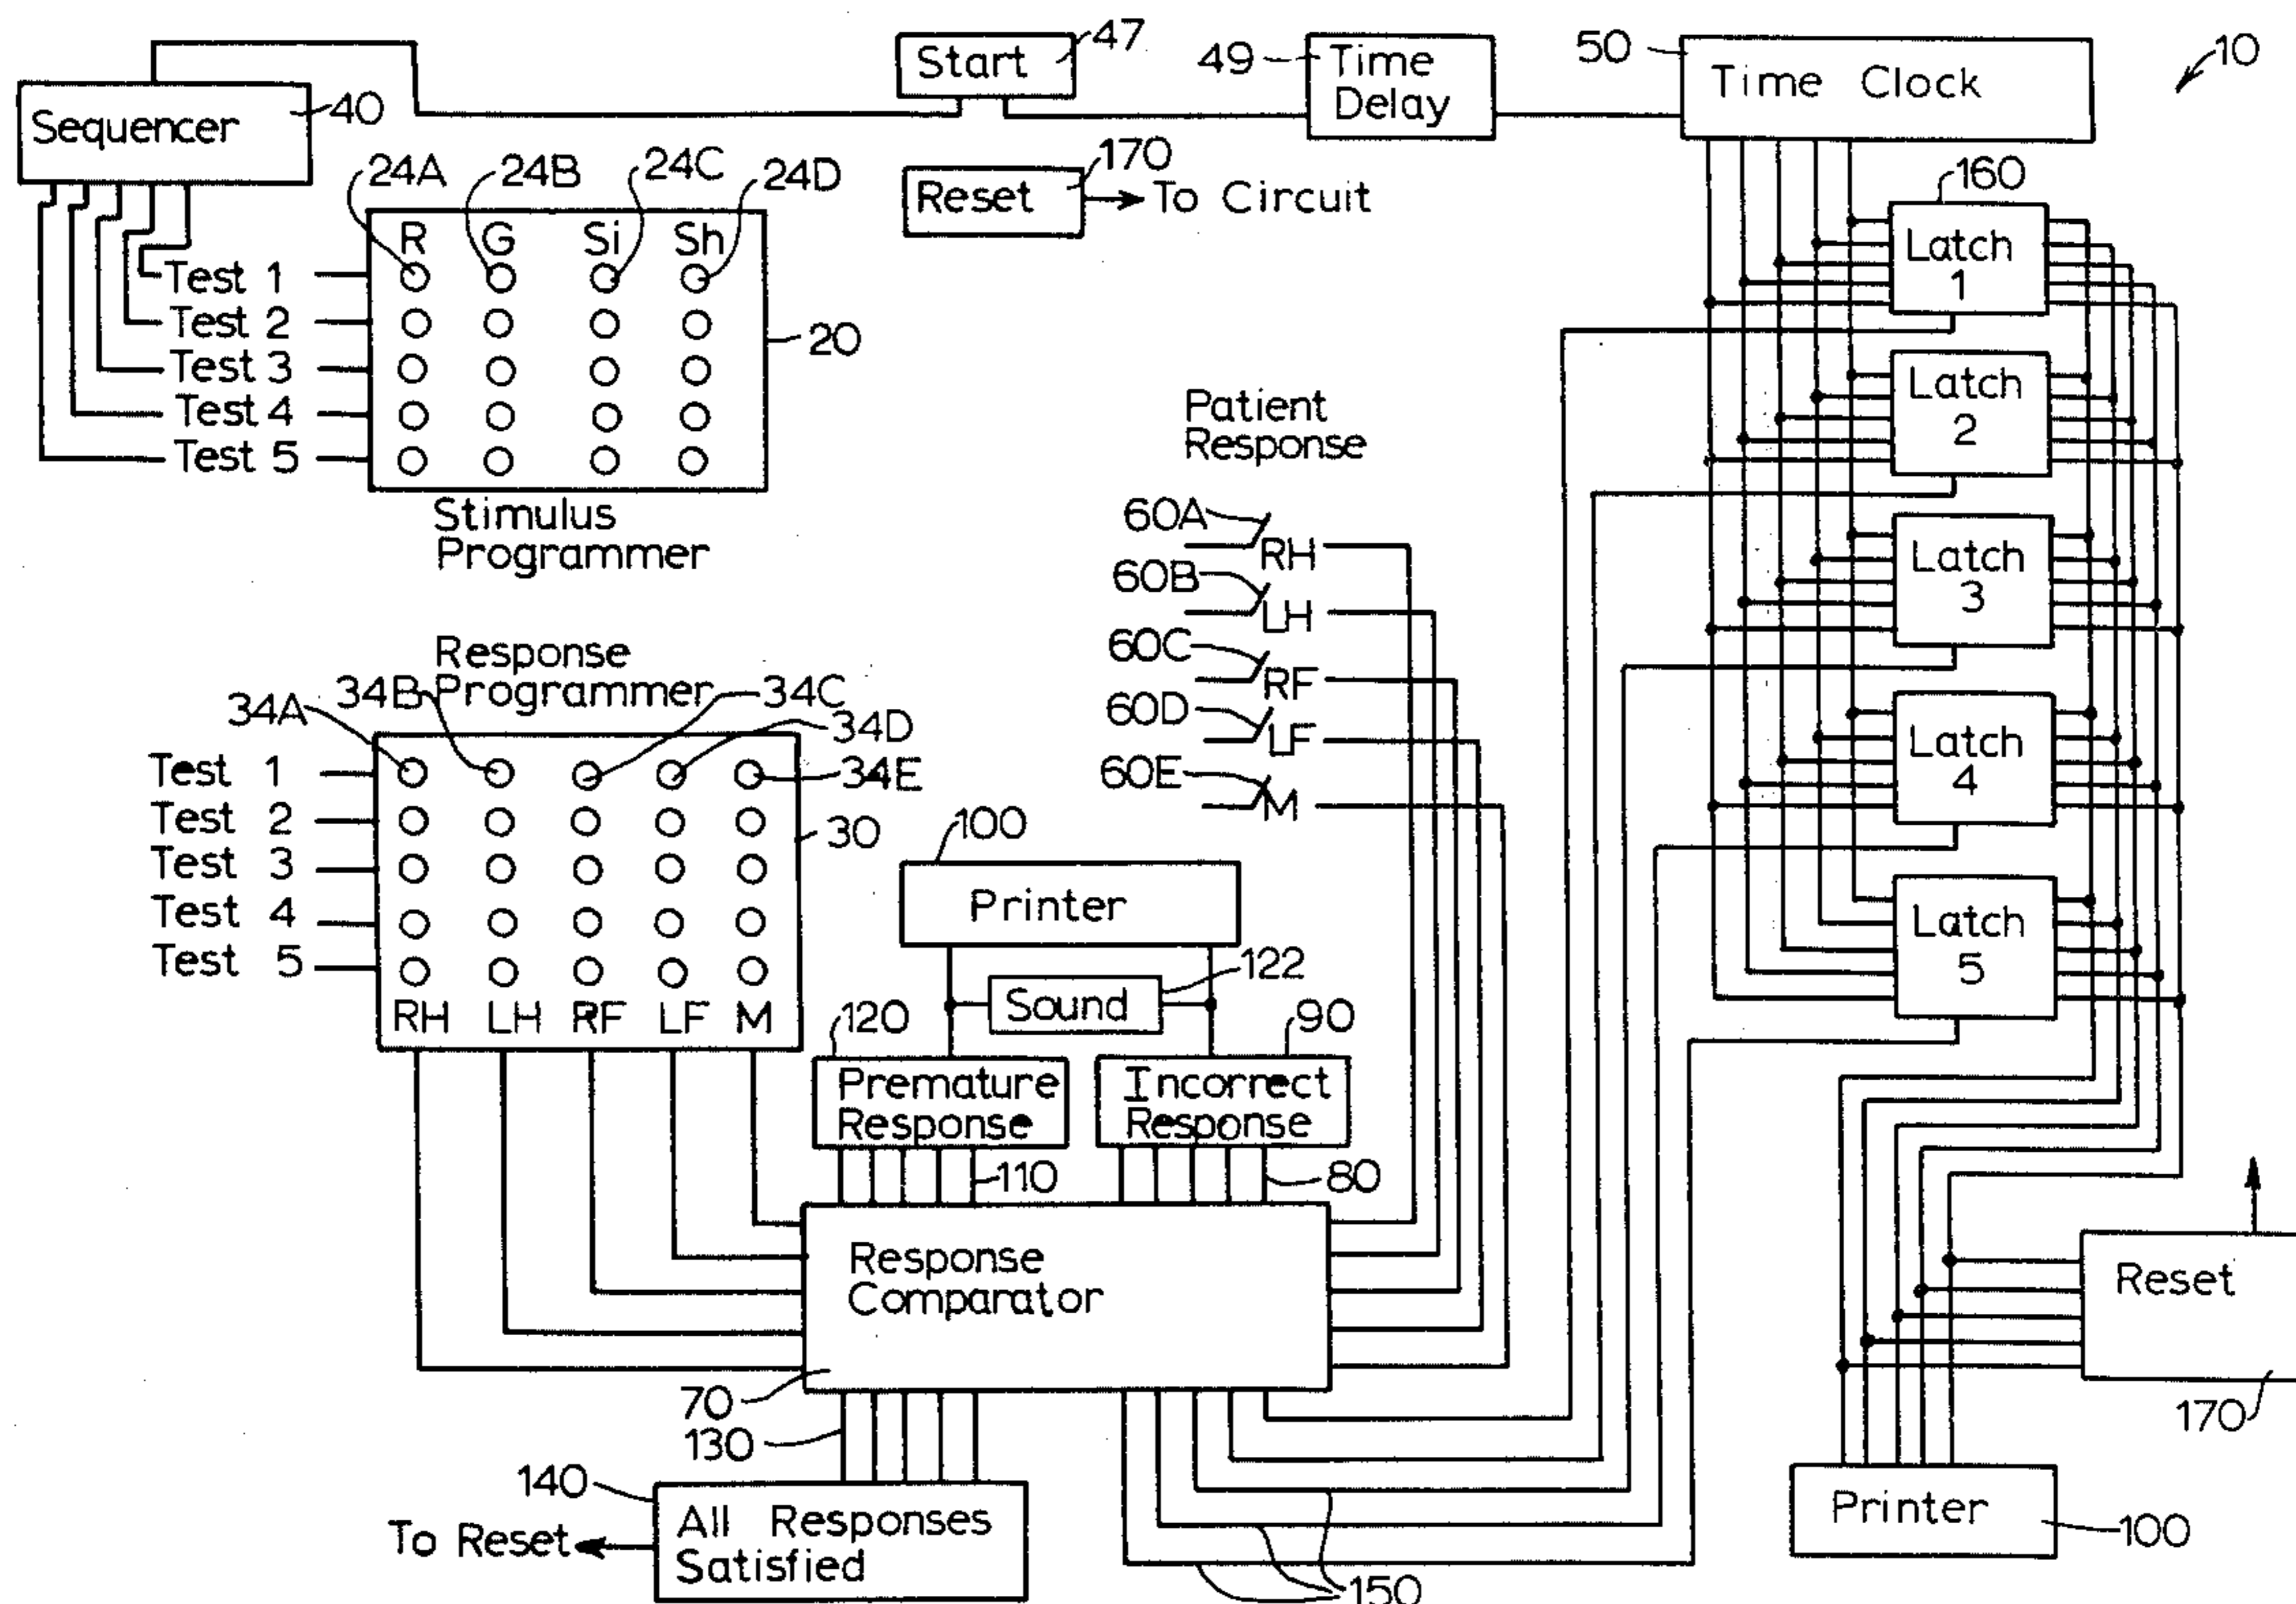 47
Start
49
Time
Delay
50
Time Clock
10
Sequencer
40
170
Reset
To Circuit
24A
24B
24C
24D
R G Si Sh
Test 1
Test 2
Test 3
Test 4
Test 5
20
Stimulus
Programmer
160
Latch
1
Latch
2
Latch
3
Latch
4
Latch
5
Patient
Response
60A
RH
60B
LH
60C
RF
60D
LF
60E
M
Response
Programmer
34A
34B
34C
34D
34E
Test 1
Test 2
Test 3
Test 4
Test 5
30
RH LH RF LF M
100
Printer
122
Sound
120
Premature
Response
90
Incorrect
Response
110
80
Response
Comparator
70
130
140
All Responses
Satisfied
To Reset
150
Reset
170
Printer
100